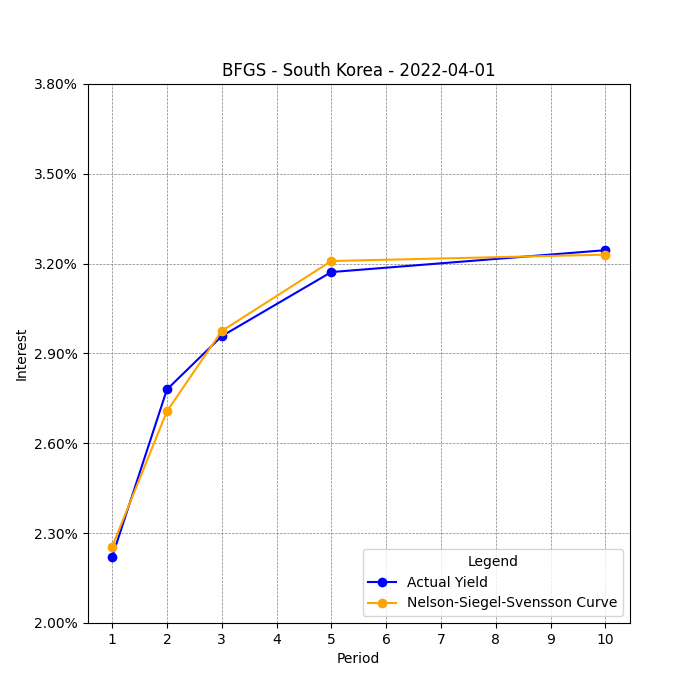 BFGS - South Korea - 2022-04-01
3.80%
3.50%
3.20%
2.90%
2.60%
2.30%
2.00%
Interest
Legend
Actual Yield
Nelson-Siegel-Svensson Curve
1 2 3 4 5 6 7 8 9 10
Period